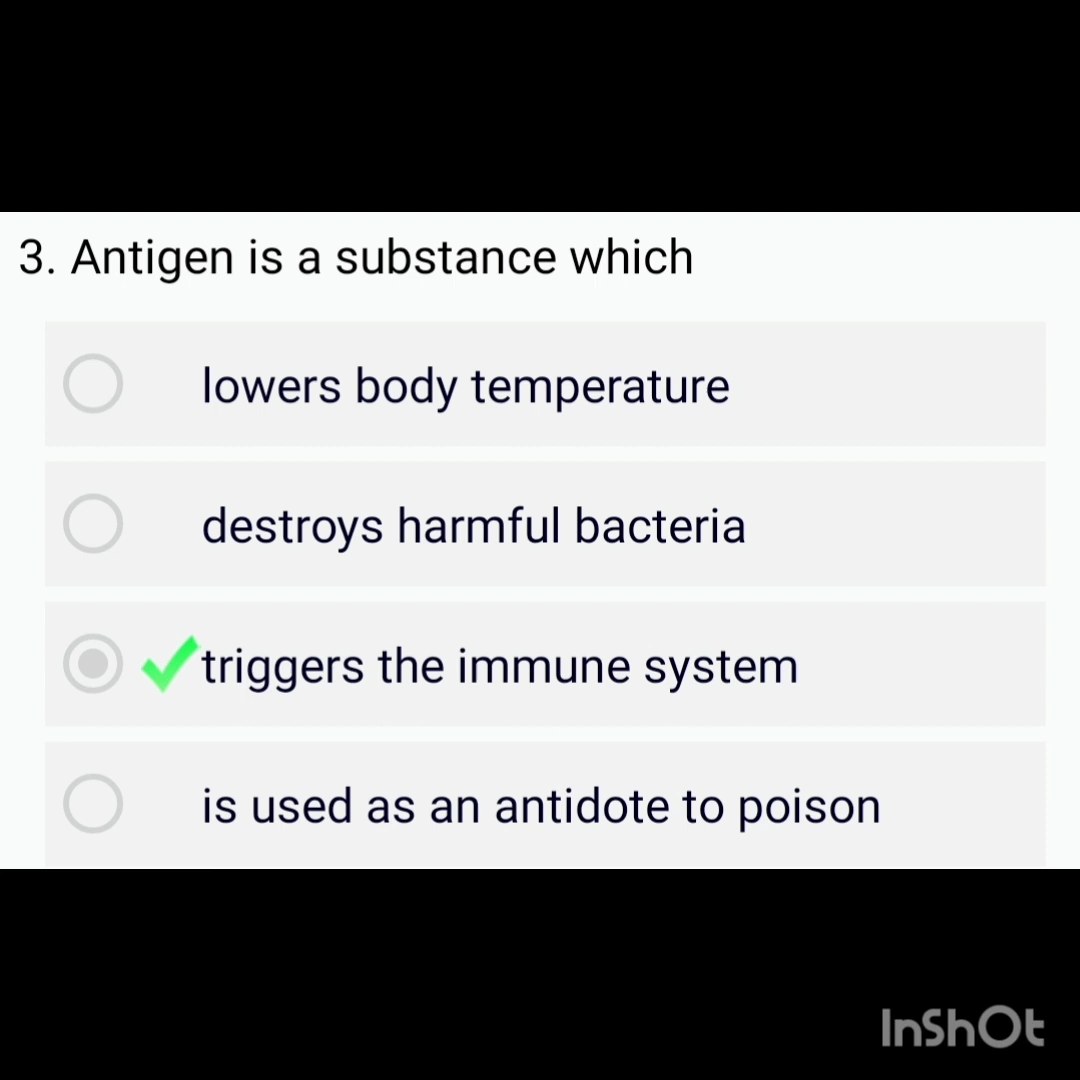 3. Antigen is a substance which
lowers body temperature
destroys harmful bacteria
triggers the immune system
is used as an antidote to poison
InShOt